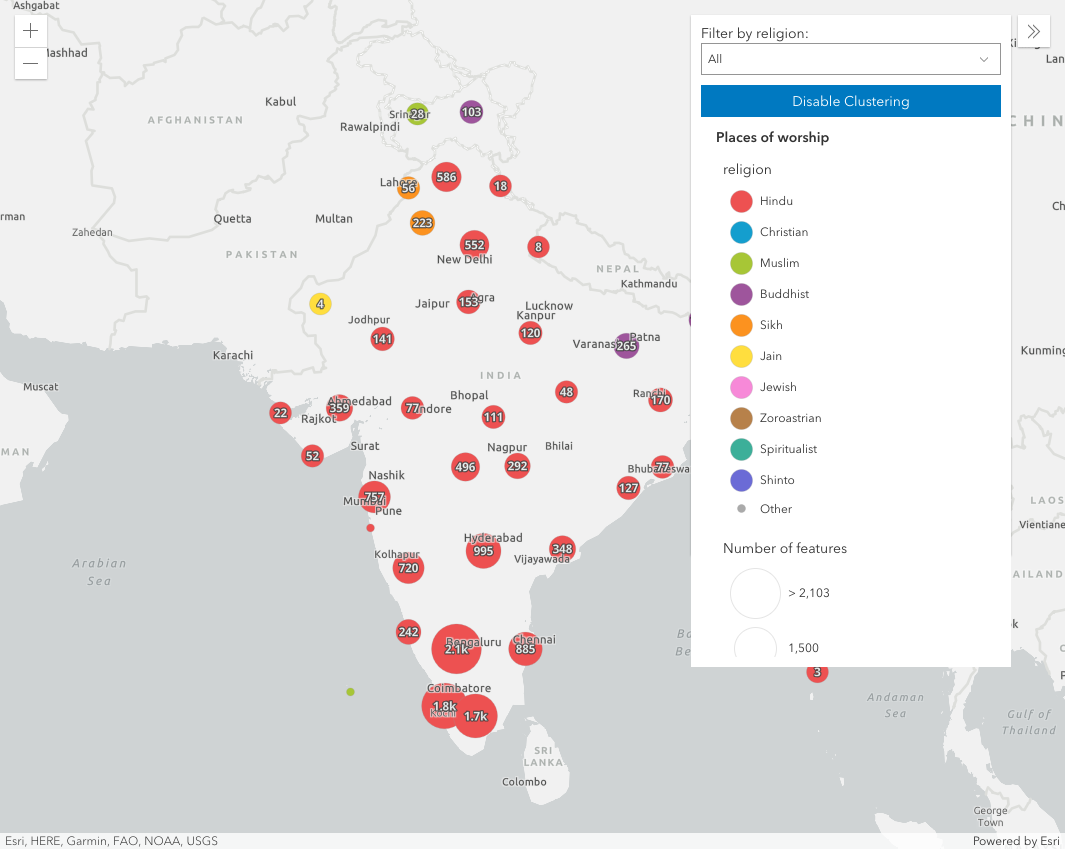 Ashgabat
Mashhad
Kabul
AFGHANISTAN
Srinagar
28
103
Rawalpindi
Lahore
56
586
18
223
Quetta
Multan
Zahedan
PAKISTAN
552
New Delhi
8
NEPAL
Kathmandu
4
Jaipur
153
Agra
Lucknow
Kanpur
120
Jodhpur
141
Varanasi
265
Patna
Karachi
INDIA
Muscat
48
Ranchi
170
Bhopal
22
359
Ahmedabad
Rajkot
77
Indore
111
52
Surat
Nagpur
Bhilai
496
292
77
127
Nashik
757
Mumbai
Pune
Hyderabad
995
348
Vijayawada
Kolhapur
720
Arabian
Sea
242
Bengaluru
2.1k
Chennai
885
Coimbatore
1.8k
Kochi
1.7k
SRI
LANKA
Colombo
3
Andaman
Sea
Gulf of
Thailand
George
Town
LAOS
Vientiane
Kunming
Filter by religion:
All
Disable Clustering
Places of worship
religion
Hindu
Christian
Muslim
Buddhist
Sikh
Jain
Jewish
Zoroastrian
Spiritualist
Shinto
Other
Number of features
> 2,103
1,500
Esri, HERE, Garmin, FAO, NOAA, USGS
Powered by Esri